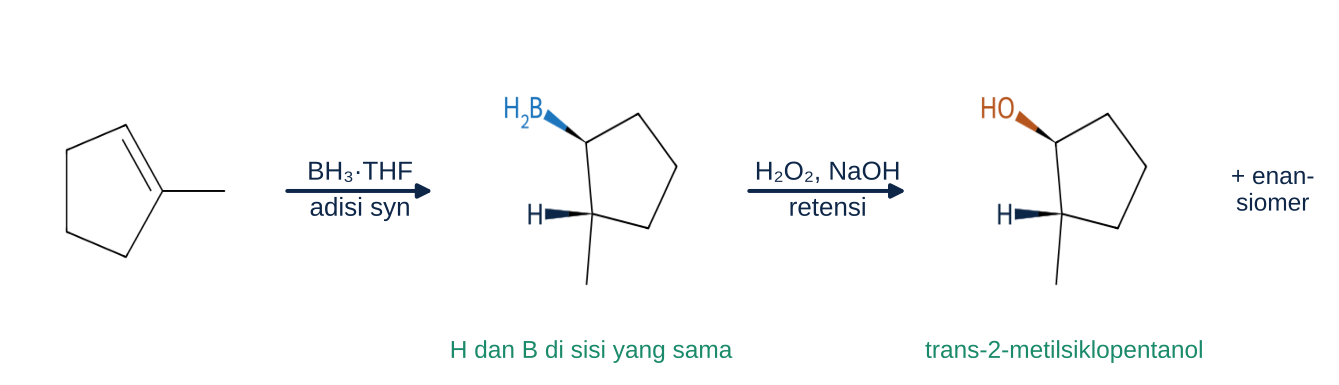 H₂B
HO
BH₃·THF
adisi syn
H₂O₂, NaOH
retensi
+ enan-
siomer
H
H
H dan B di sisi yang sama
trans-2-metilsiklopentanol